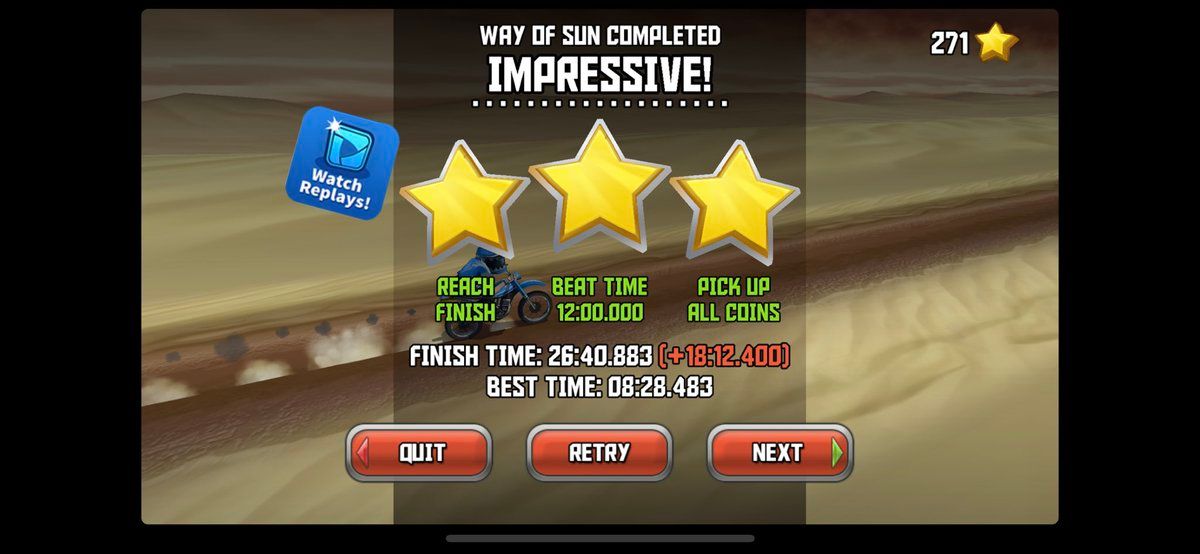 WAY OF SUN COMPLETED
271
IMPRESSIVE!
Watch
Replays!
REACH
FINISH
BEAT TIME
12:00.000
PICK UP
ALL COINS
FINISH TIME: 26:40.883 (+18:12.400)
BEST TIME: 08:28.483
QUIT
RETRY
NEXT